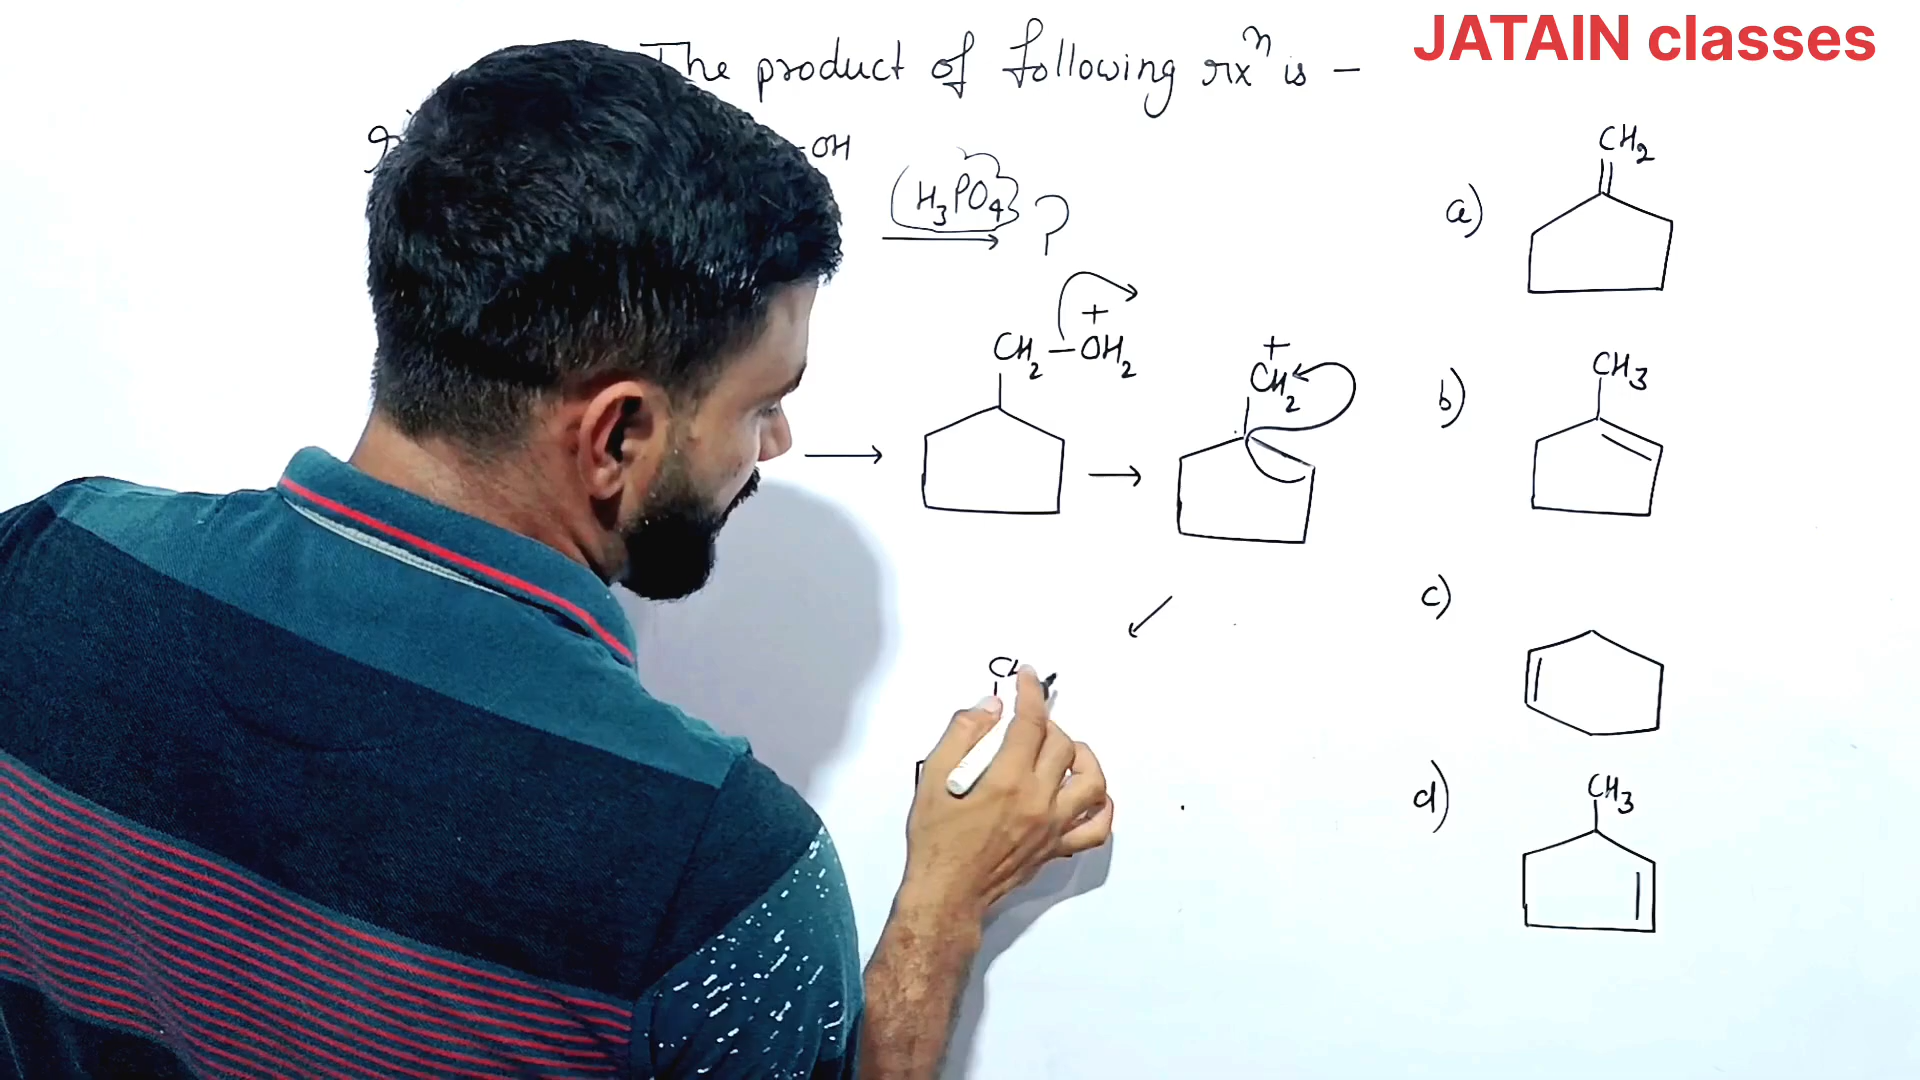 JATAIN classes
The product of following rxⁿ is –
–OH
(H₃PO₄) ?
a) CH₂
+
CH₂–OH₂
+
CH₂
b) CH₃
c)
d) CH₃